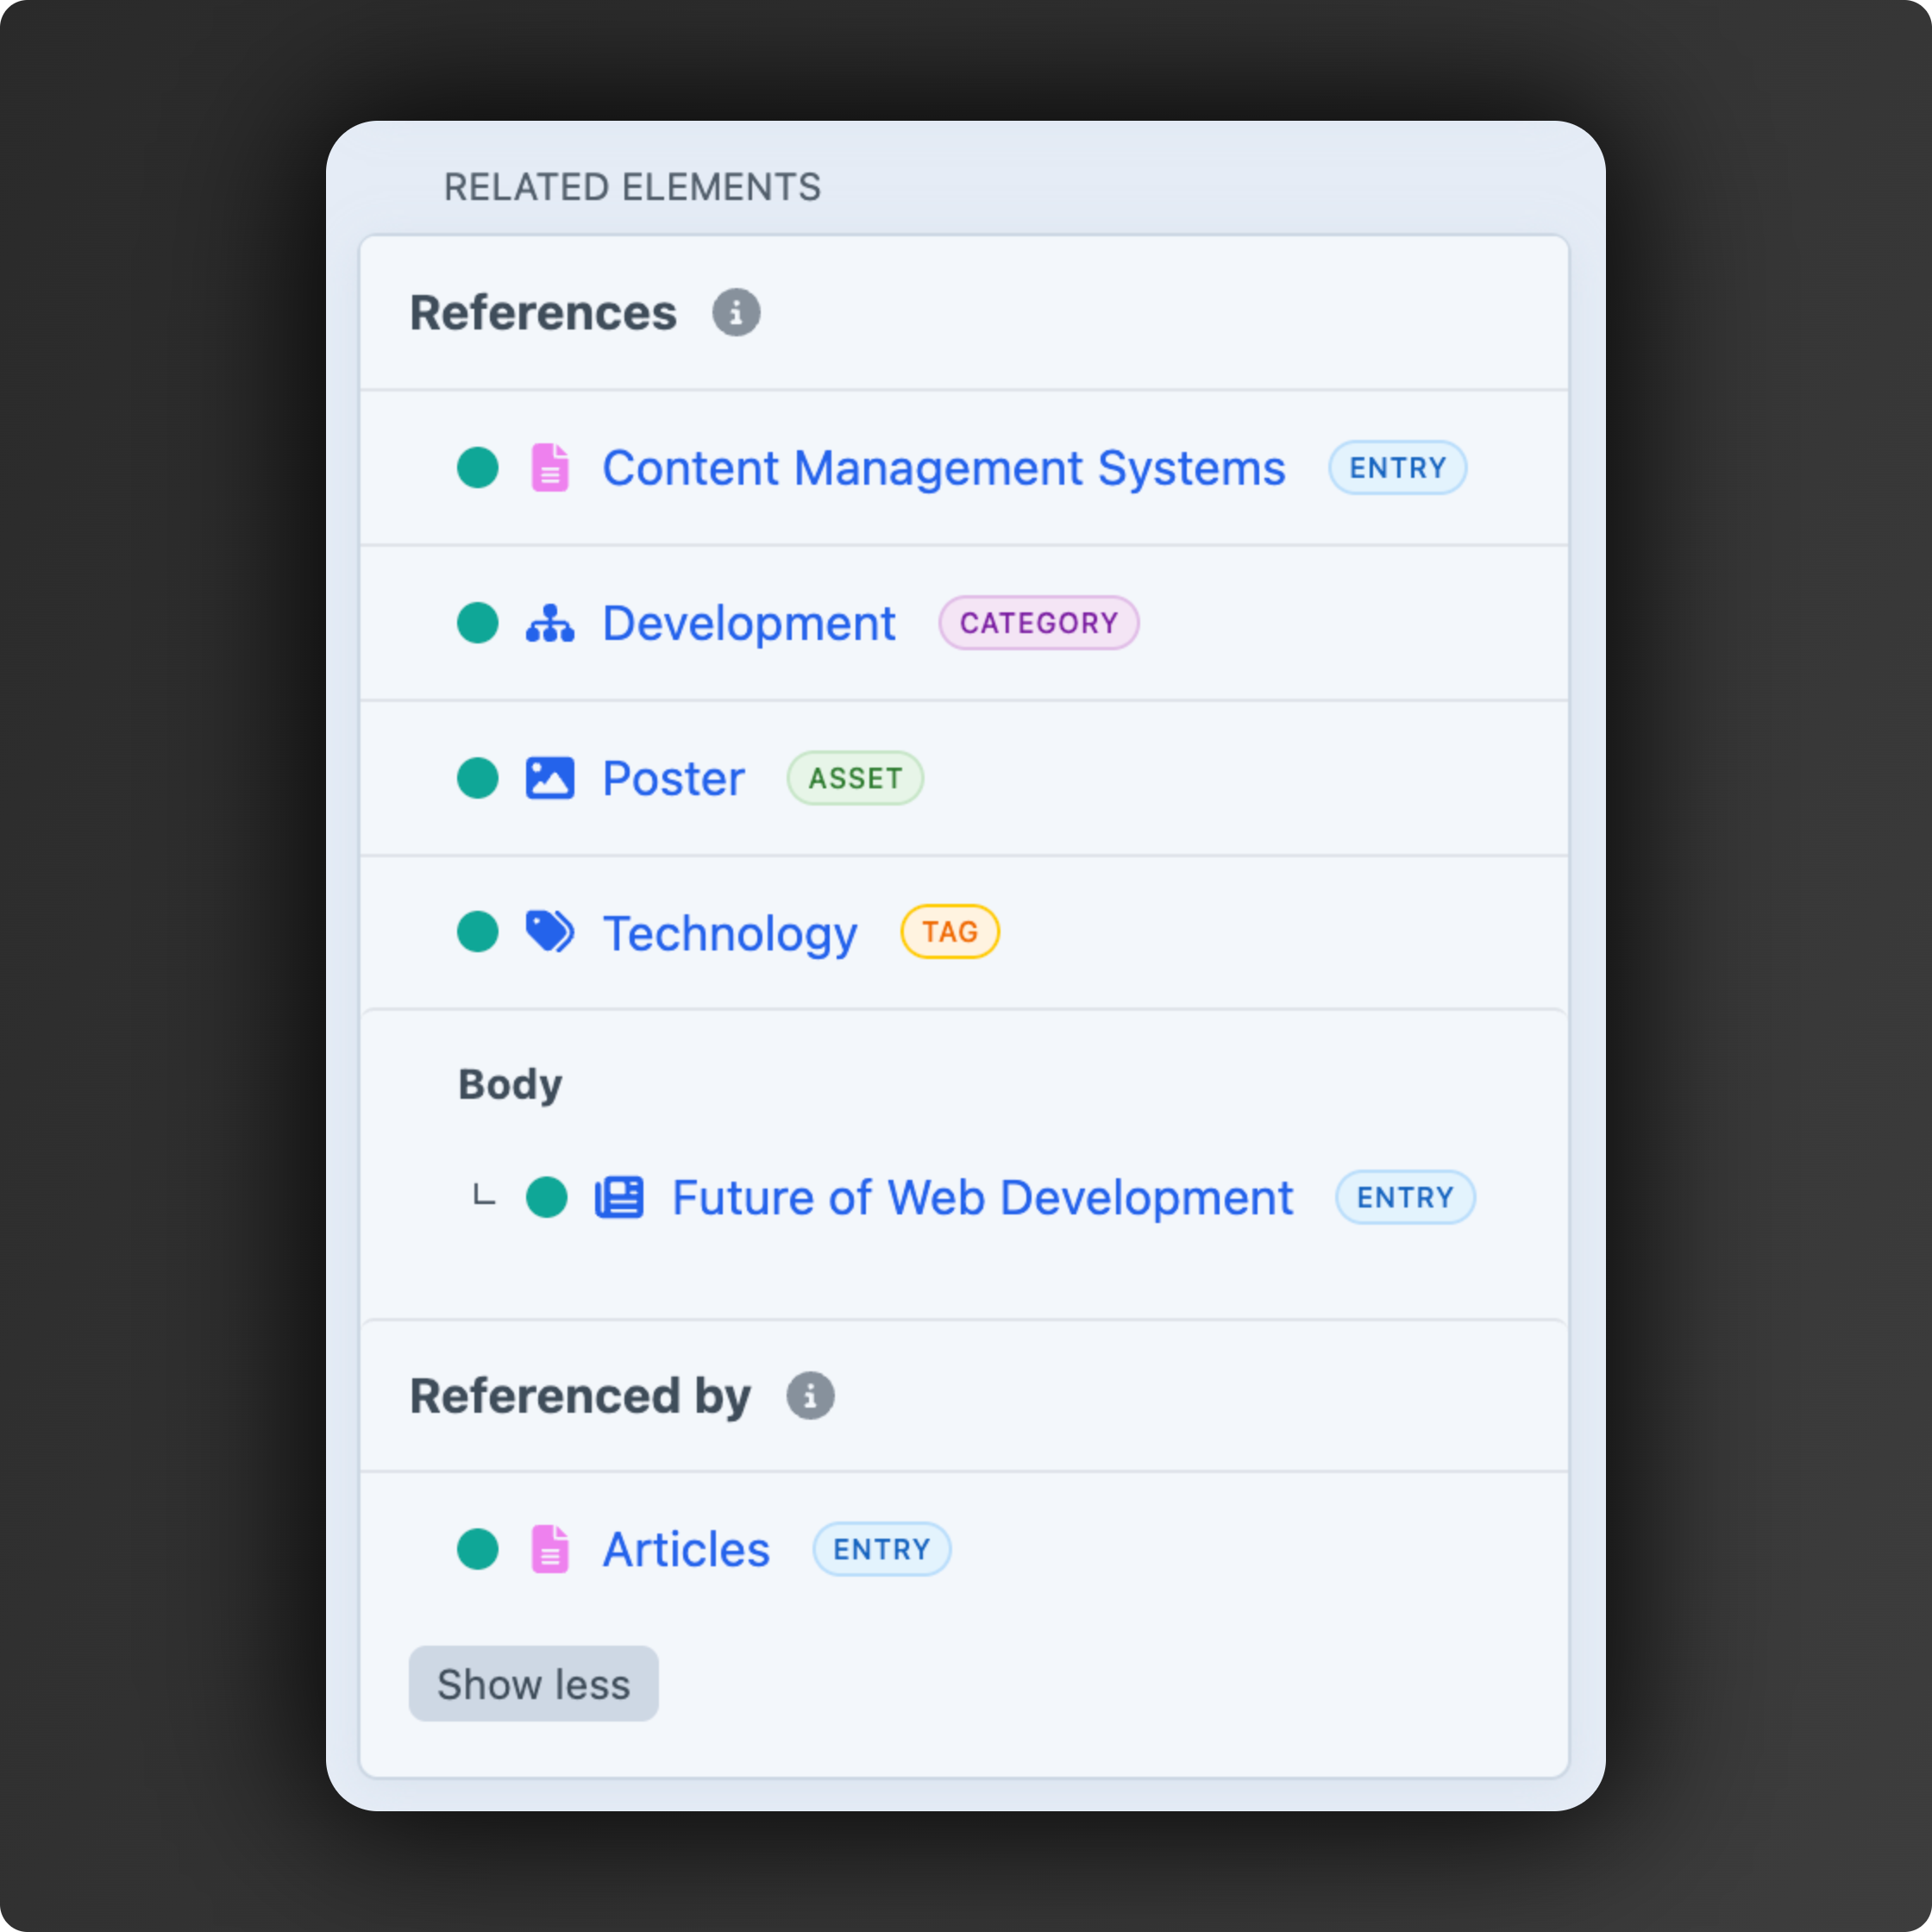 RELATED ELEMENTS
References
Content Management Systems ENTRY
Development CATEGORY
Poster ASSET
Technology TAG
Body
Future of Web Development ENTRY
Referenced by
Articles ENTRY
Show less